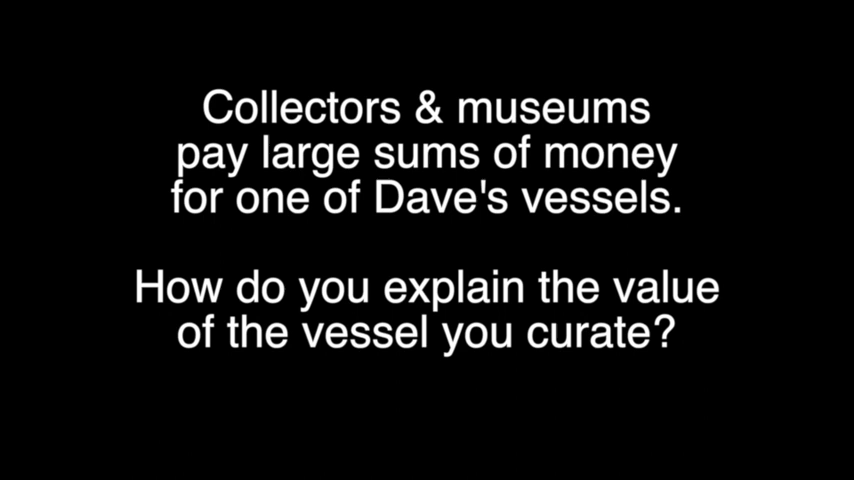 Collectors & museums
pay large sums of money
for one of Dave's vessels.
How do you explain the value
of the vessel you curate?